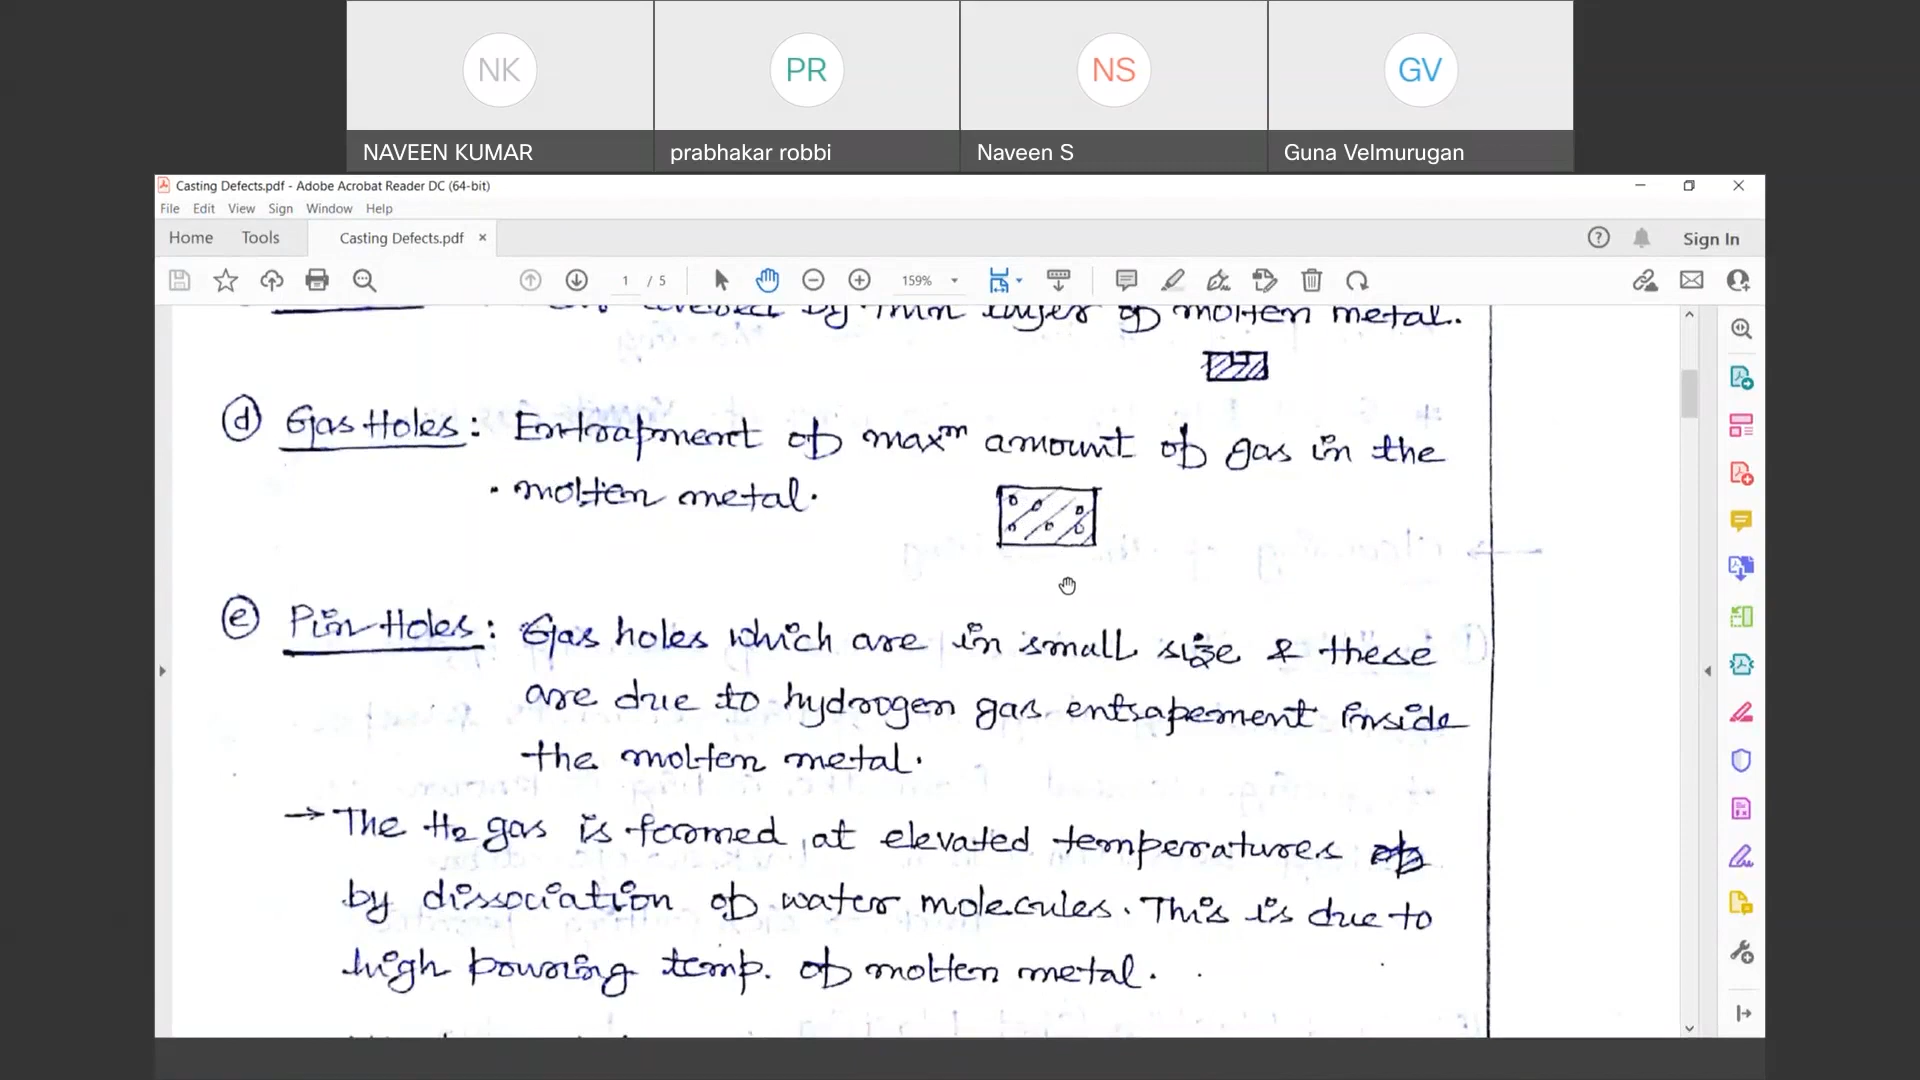 NK
PR
NS
GV
NAVEEN KUMAR
prabhakar robbi
Naveen S
Guna Velmurugan
Casting Defects.pdf - Adobe Acrobat Reader DC (64-bit)
File Edit View Sign Window Help
Home Tools Casting Defects.pdf × Sign In
1 / 5 159%
by thin layer of molten metal.
(d) Gas Holes: Entrapment of maxm amount of gas in the
molten metal.
(e) Pin Holes: Gas holes which are in small size & these
are due to hydrogen gas entrapement inside
the molten metal.
→ The H2 gas is formed, at elevated temperatures
by dissociation of water molecules. This is due to
high pouring temp. of molten metal.